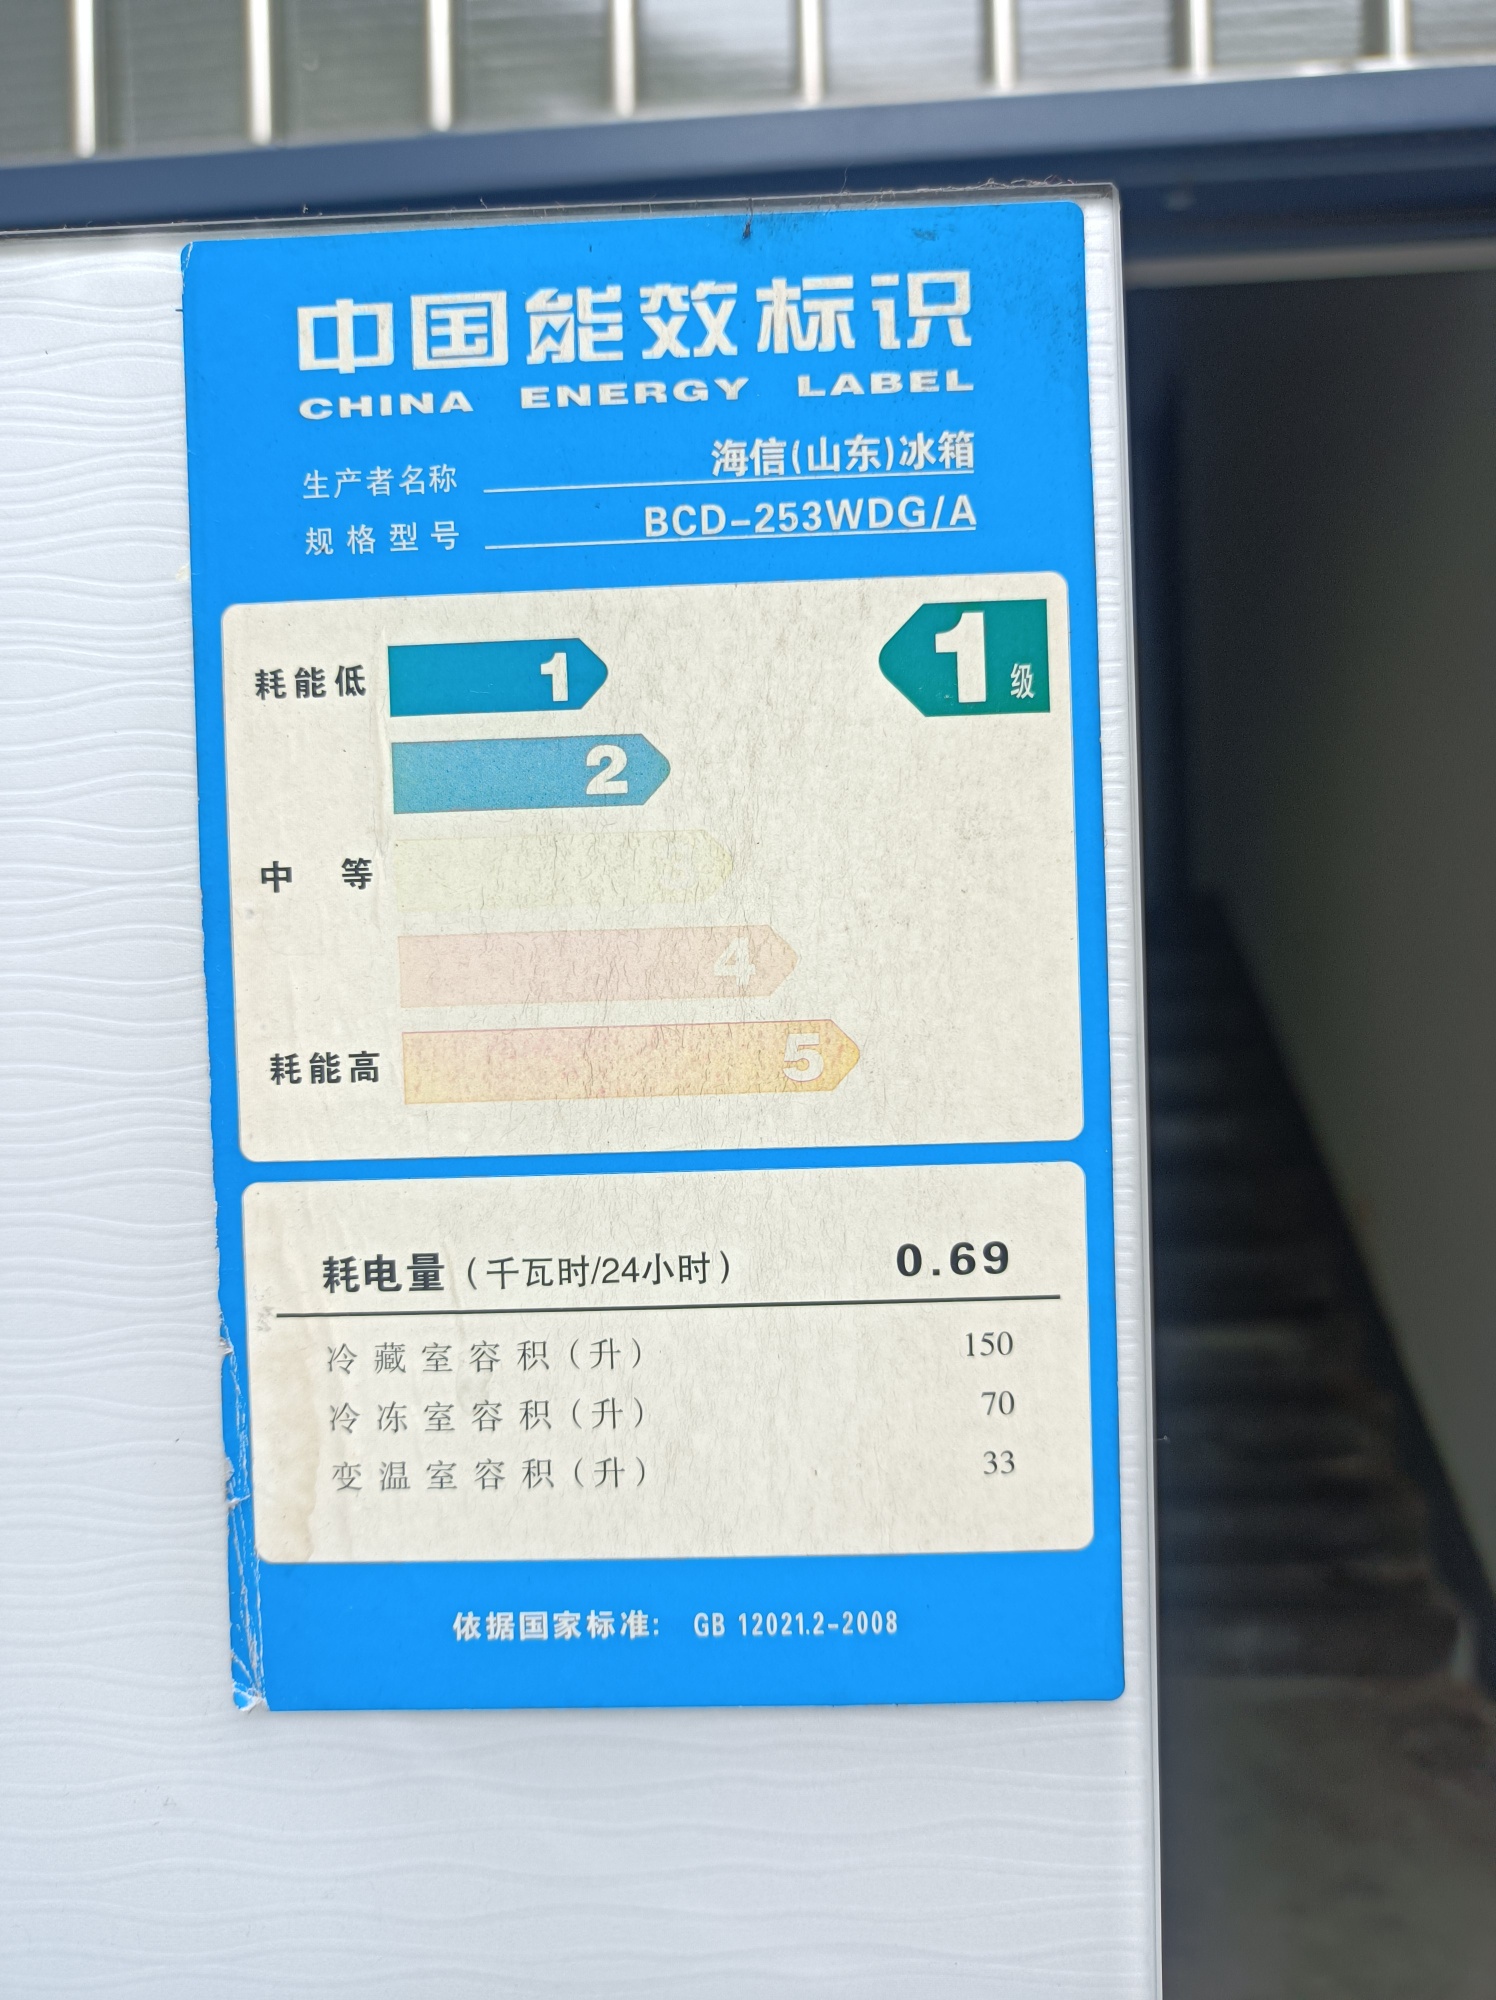 中国能效标识
CHINA ENERGY LABEL
生产者名称 海信(山东)冰箱
规格型号 BCD-253WDG/A
耗能低 1 1级
2
中 等
4
耗能高 5
耗电量（千瓦时/24小时） 0.69
冷藏室容积（升） 150
冷冻室容积（升） 70
变温室容积（升） 33
依据国家标准: GB 12021.2-2008